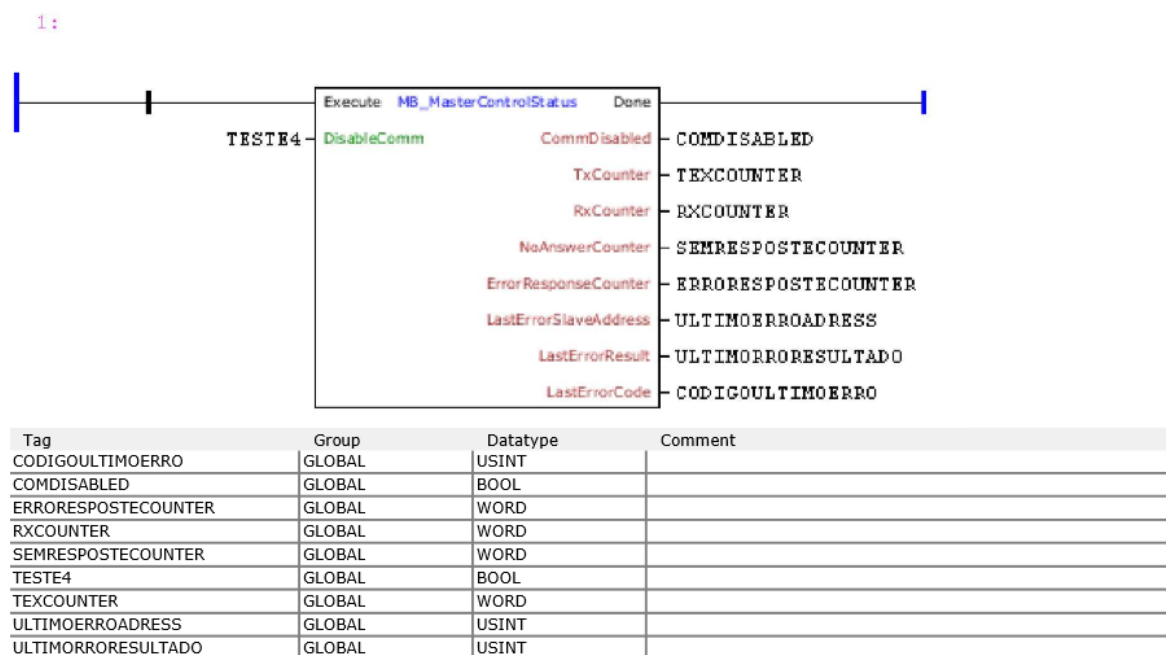 1:
Execute MB_MasterControlStatus Done
TESTE4 DisableComm CommDisabled COMDISABLED
TxCounter TEXCOUNTER
RxCounter RXCOUNTER
NoAnswerCounter SEMRESPOSTECOUNTER
ErrorResponseCounter ERRORESPOSTECOUNTER
LastErrorSlaveAddress ULTIMOERROADRESS
LastErrorResult ULTIMORRORESULTADO
LastErrorCode CODIGOULTIMOERRO
Tag Group Datatype Comment
CODIGOULTIMOERRO GLOBAL USINT
COMDISABLED GLOBAL BOOL
ERRORESPOSTECOUNTER GLOBAL WORD
RXCOUNTER GLOBAL WORD
SEMRESPOSTECOUNTER GLOBAL WORD
TESTE4 GLOBAL BOOL
TEXCOUNTER GLOBAL WORD
ULTIMOERROADRESS GLOBAL USINT
ULTIMORRORESULTADO GLOBAL USINT